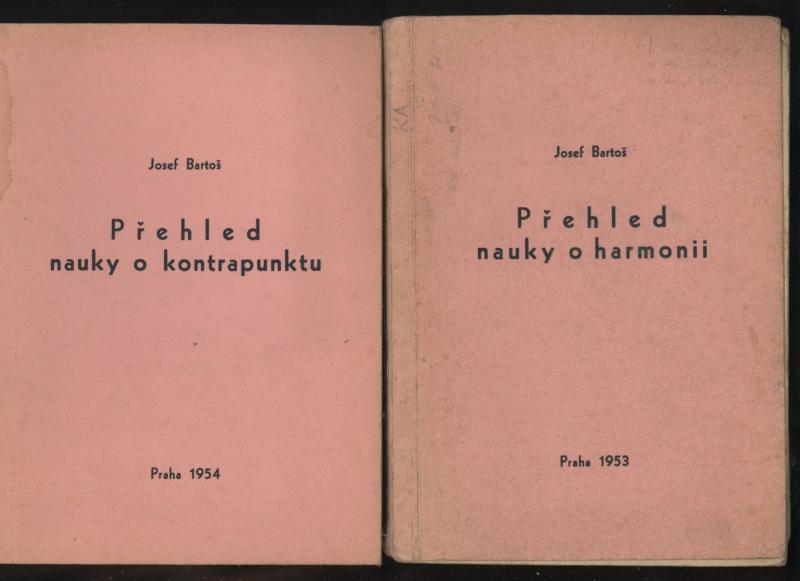 Josef Bartoš
Přehled
nauky o kontrapunktu
Praha 1954
Josef Bartoš
Přehled
nauky o harmonii
Praha 1953